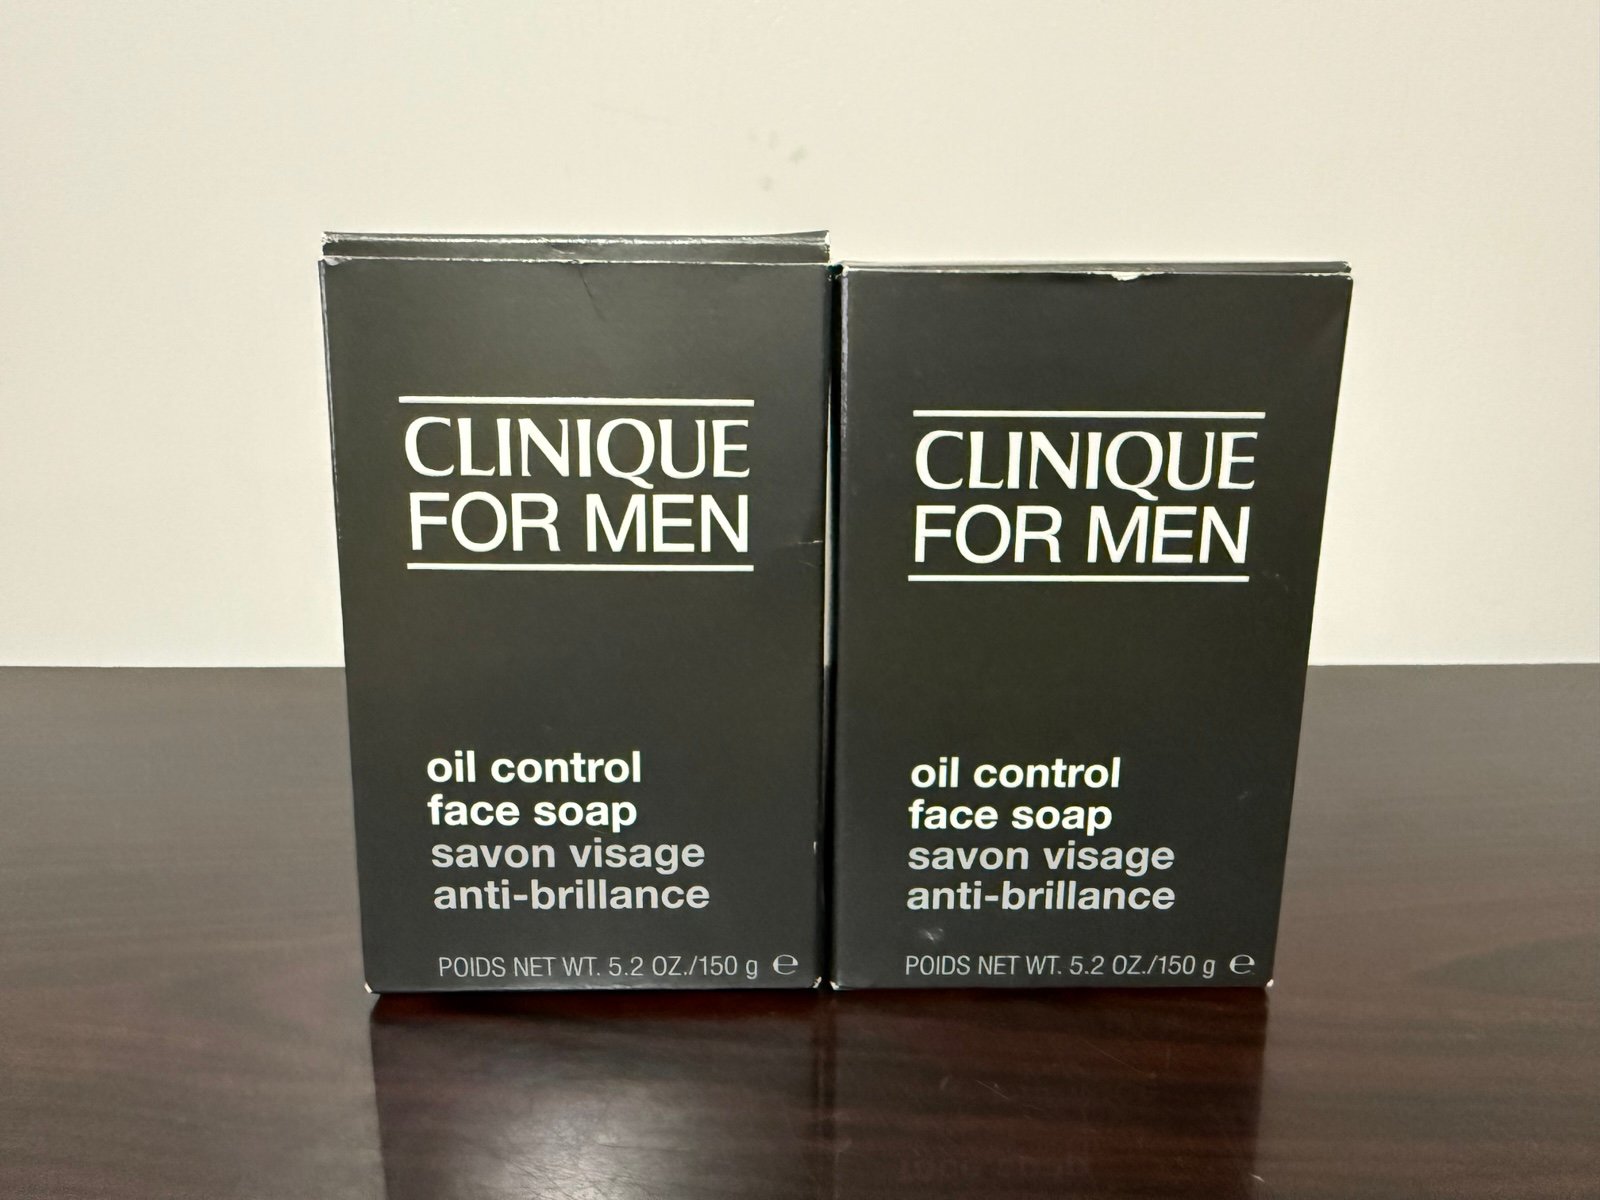 CLINIQUE
FOR MEN
oil control
face soap
savon visage
anti-brillance
POIDS NET WT. 5.2 OZ./150 g ℮
CLINIQUE
FOR MEN
oil control
face soap
savon visage
anti-brillance
POIDS NET WT. 5.2 OZ./150 g ℮